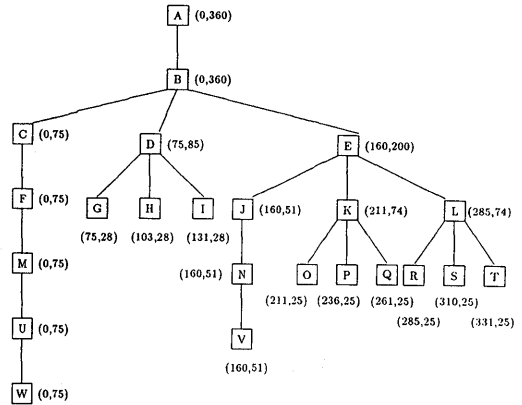 A (0,360)
B (0,360)
C (0,75)
D (75,85)
E (160,200)
F (0,75)
G
H
I
J (160,51)
K (211,74)
L (285,74)
(75,28) (103,28) (131,28)
M (0,75)
(160,51) N
O
P
Q
R
S
T
(211,25) (236,25) (261,25) (310,25)
(285,25) (331,25)
U (0,75)
V
(160,51)
W (0,75)